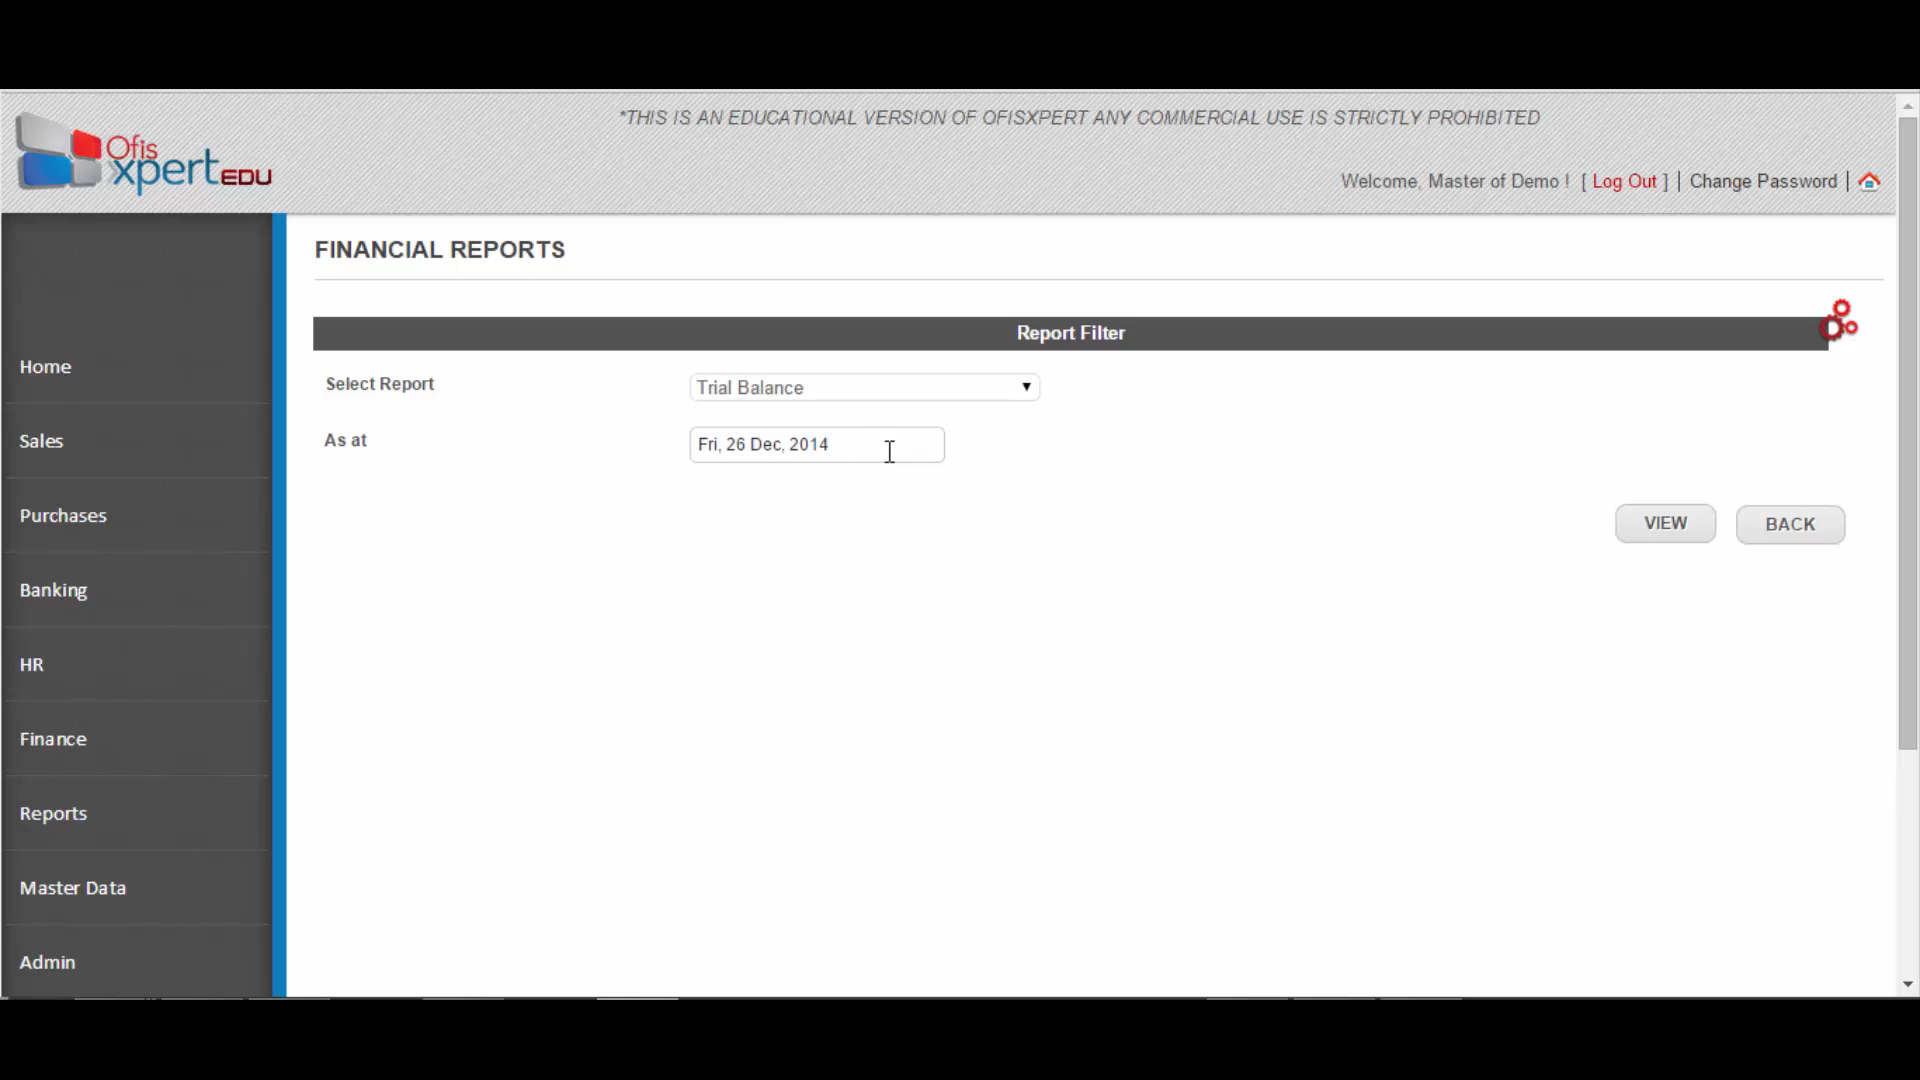 *THIS IS AN EDUCATIONAL VERSION OF OFISXPERT ANY COMMERCIAL USE IS STRICTLY PROHIBITED
Ofis
xpert EDU
Welcome, Master of Demo ! [ Log Out ] | Change Password |
FINANCIAL REPORTS
Report Filter
Select Report Trial Balance
As at Fri, 26 Dec, 2014
VIEW BACK
Home
Sales
Purchases
Banking
HR
Finance
Reports
Master Data
Admin